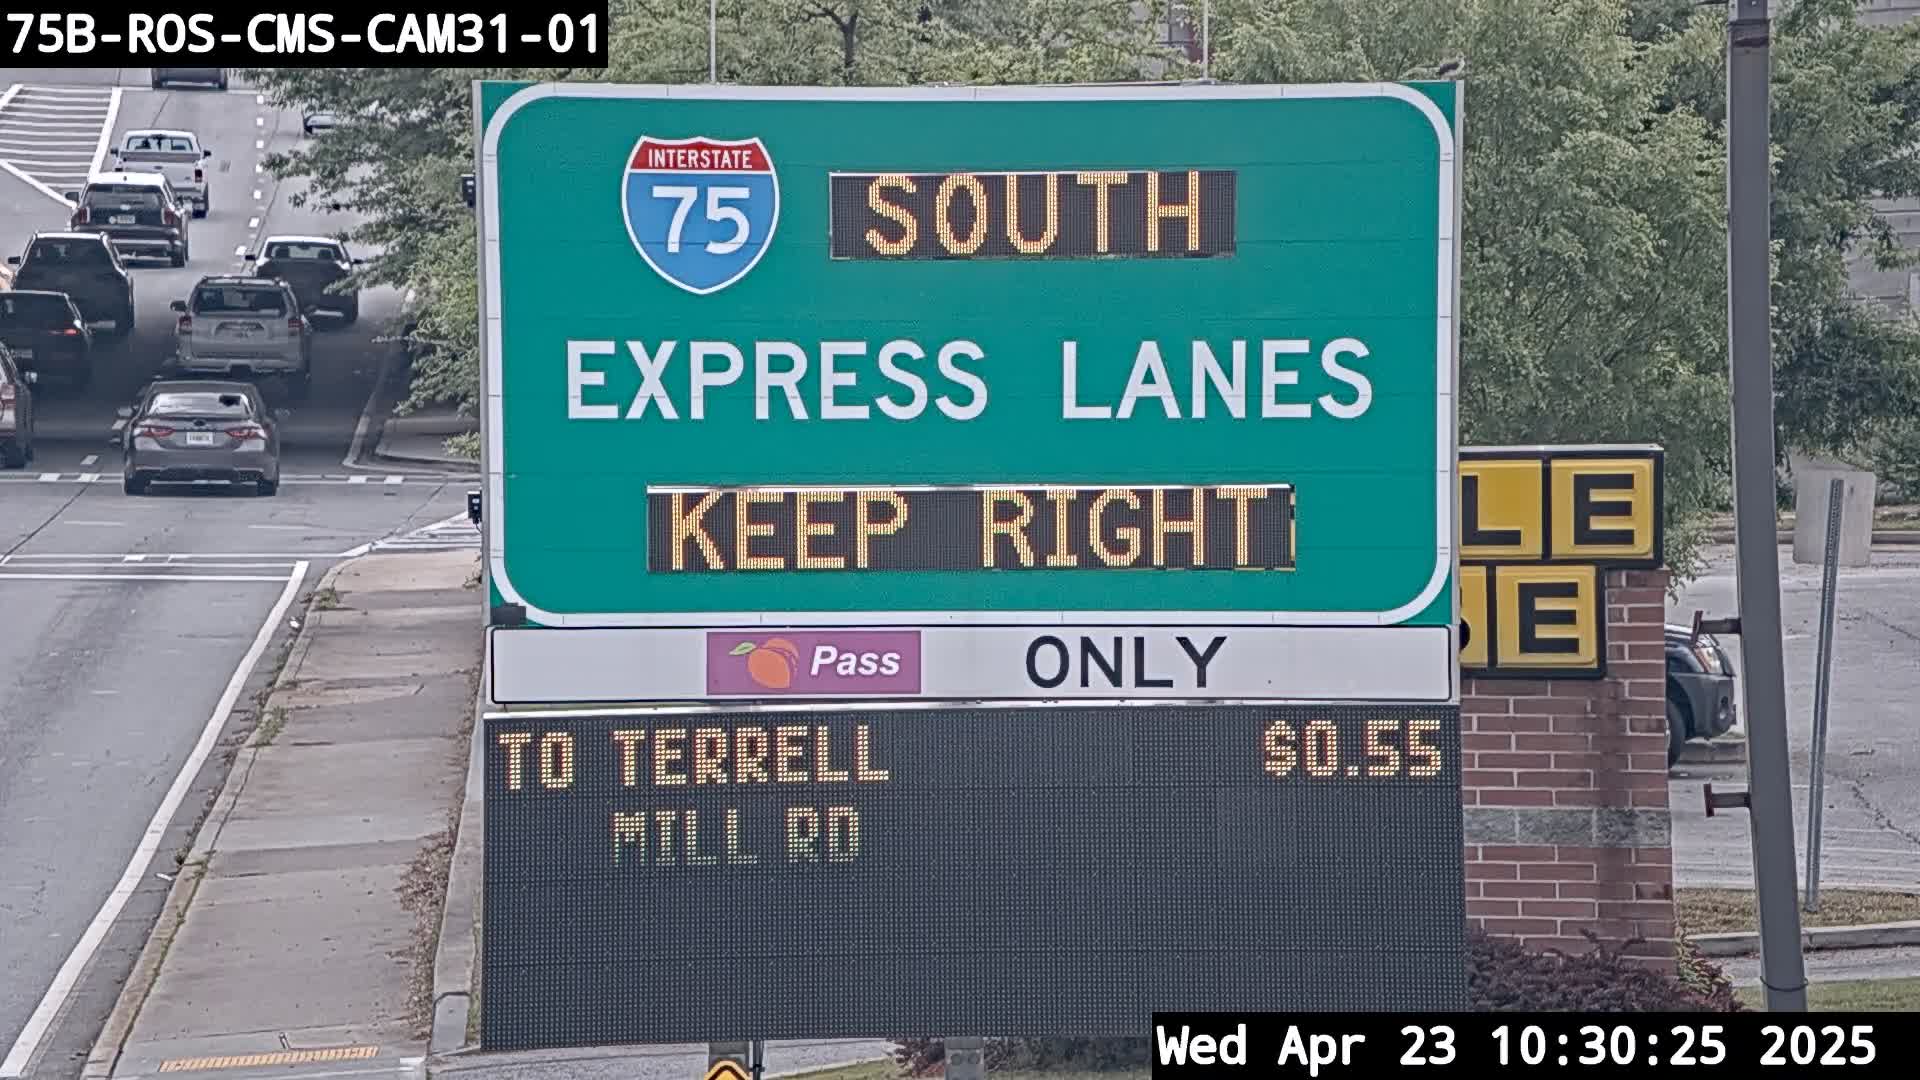 75B-ROS-CMS-CAM31-01
INTERSTATE
75
SOUTH
EXPRESS LANES
KEEP RIGHT
Pass ONLY
TO TERRELL $0.55
MILL RD
LE
E
Wed Apr 23 10:30:25 2025